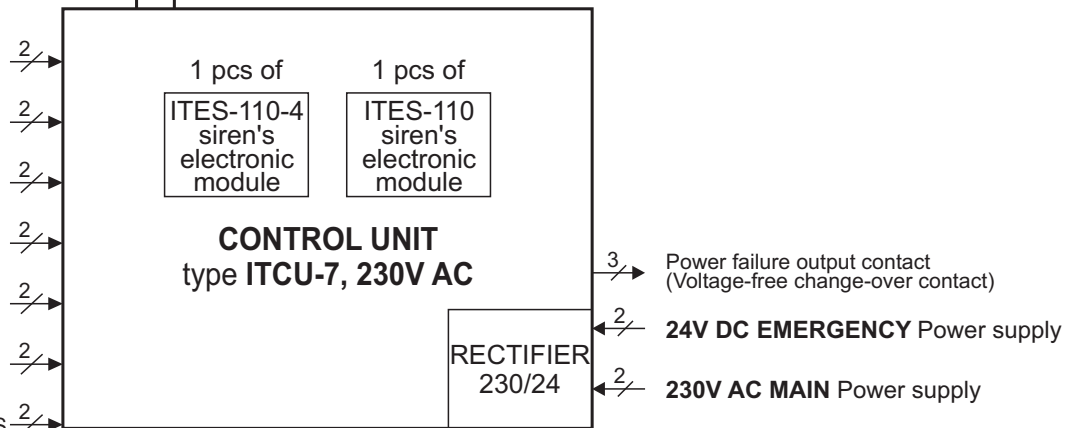 2
2
2
2
2
2
s 2
1 pcs of
ITES-110-4
siren's
electronic
module
1 pcs of
ITES-110
siren's
electronic
module
CONTROL UNIT
type ITCU-7, 230V AC
RECTIFIER
230/24
3 Power failure output contact
(Voltage-free change-over contact)
2 24V DC EMERGENCY Power supply
2 230V AC MAIN Power supply